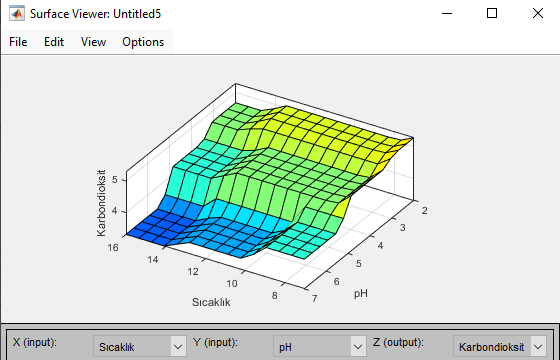 Surface Viewer: Untitled5
File Edit View Options
Karbondioksit
5
4
16
14
12
10
8
7
6
5
4
3
2
Sıcaklık
pH
X (input): Sıcaklık Y (input): pH Z (output): Karbondioksit